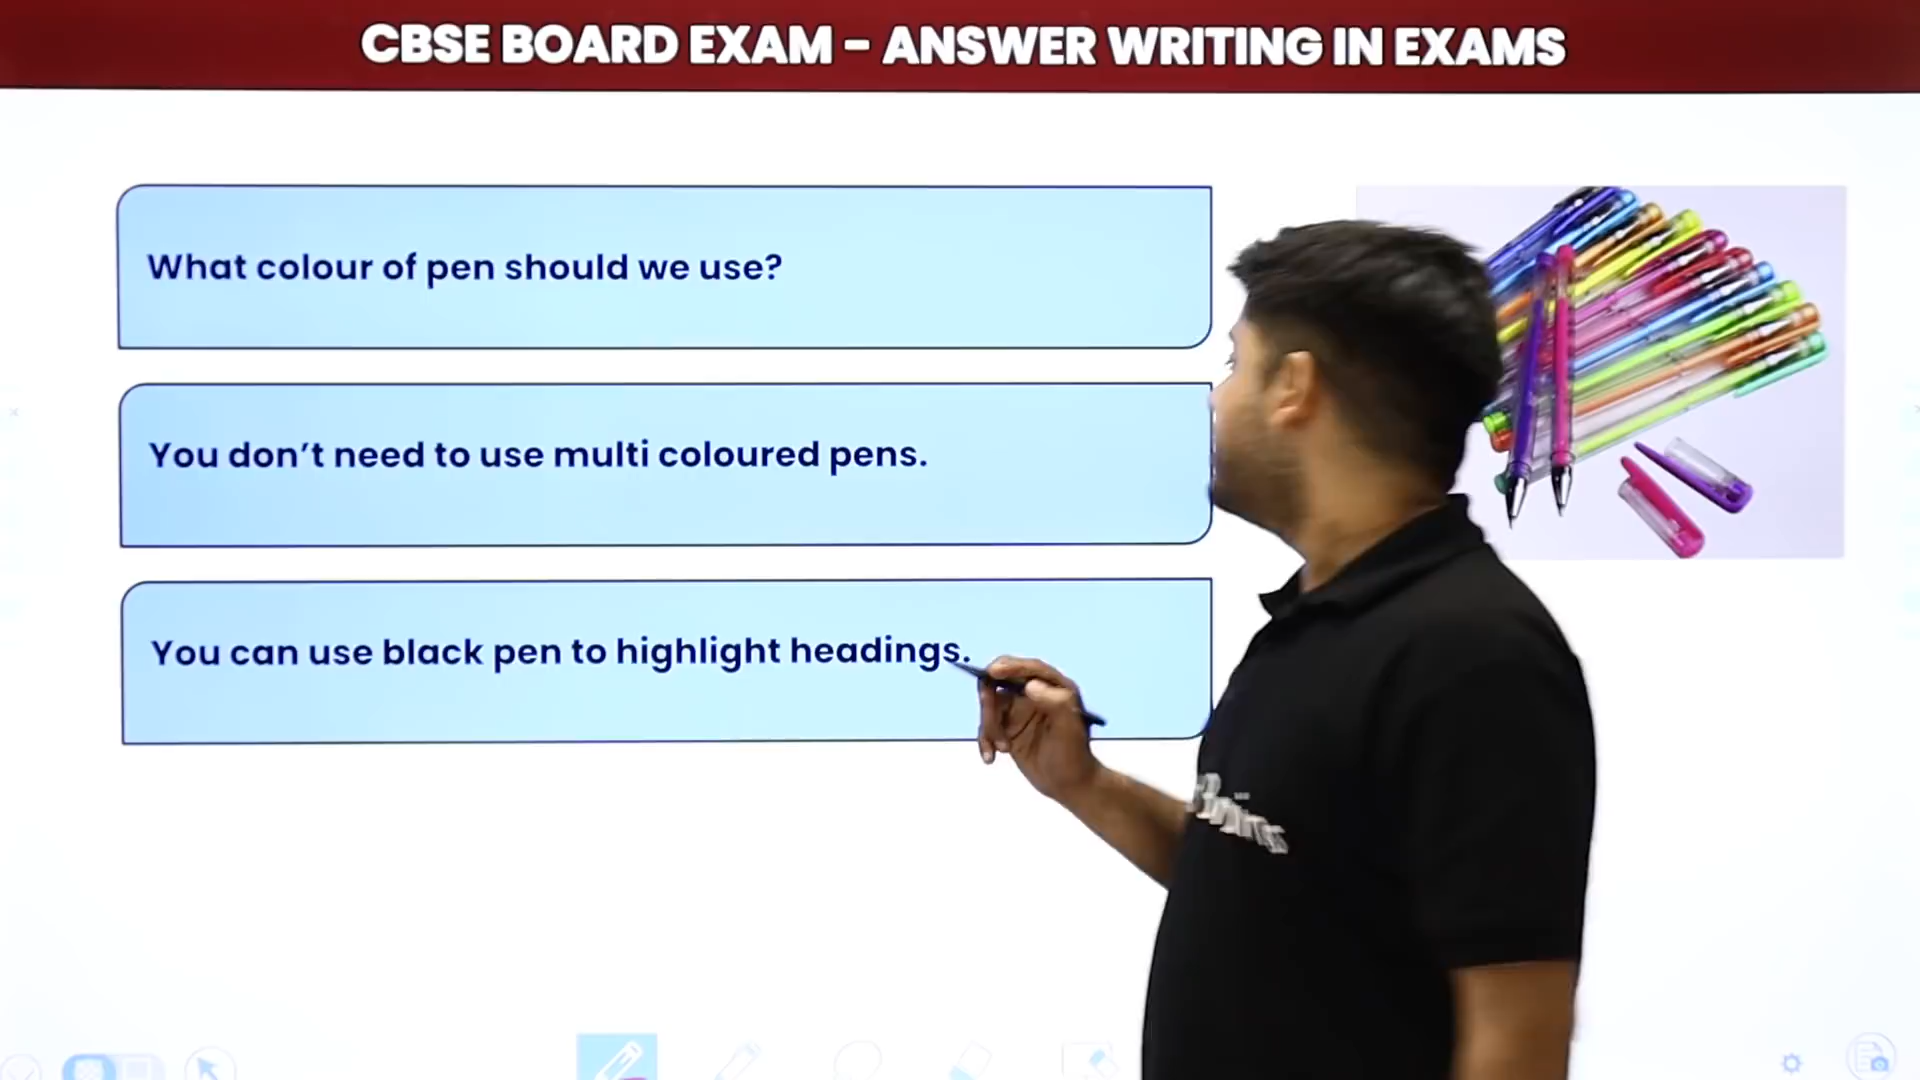 CBSE BOARD EXAM - ANSWER WRITING IN EXAMS
What colour of pen should we use?
You don't need to use multi coloured pens.
You can use black pen to highlight headings.